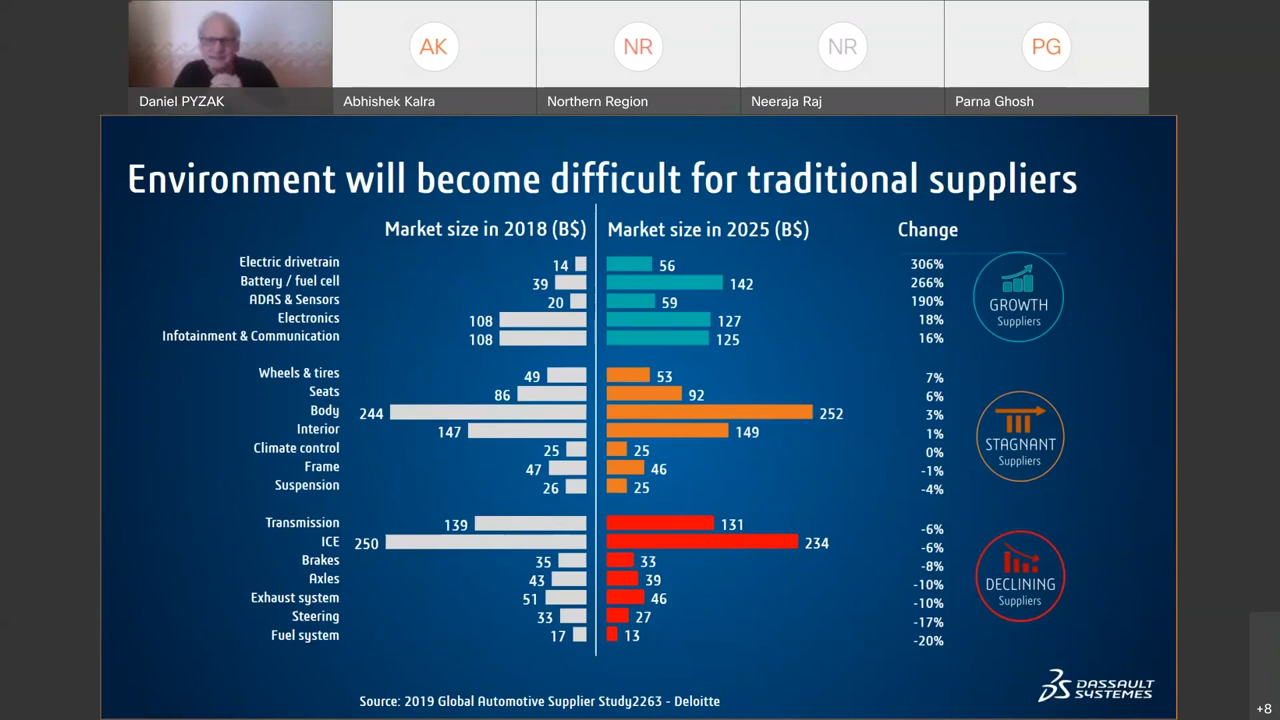 AK
NR
NR
PG
Daniel PYZAK
Abhishek Kalra
Northern Region
Neeraja Raj
Parna Ghosh
Environment will become difficult for traditional suppliers
Market size in 2018 (B$) Market size in 2025 (B$) Change
Electric drivetrain 14 56 306%
Battery / fuel cell 39 142 266%
ADAS & Sensors 20 59 190%
Electronics 108 127 18%
Infotainment & Communication 108 125 16%
GROWTH
Suppliers
Wheels & tires 49 53 7%
Seats 86 92 6%
Body 244 252 3%
Interior 147 149 1%
Climate control 25 25 0%
Frame 47 46 -1%
Suspension 26 25 -4%
STAGNANT
Suppliers
Transmission 139 131 -6%
ICE 250 234 -6%
Brakes 35 33 -8%
Axles 43 39 -10%
Exhaust system 51 46 -10%
Steering 33 27 -17%
Fuel system 17 13 -20%
DECLINING
Suppliers
Source: 2019 Global Automotive Supplier Study2263 - Deloitte
DASSAULT
SYSTEMES
+8